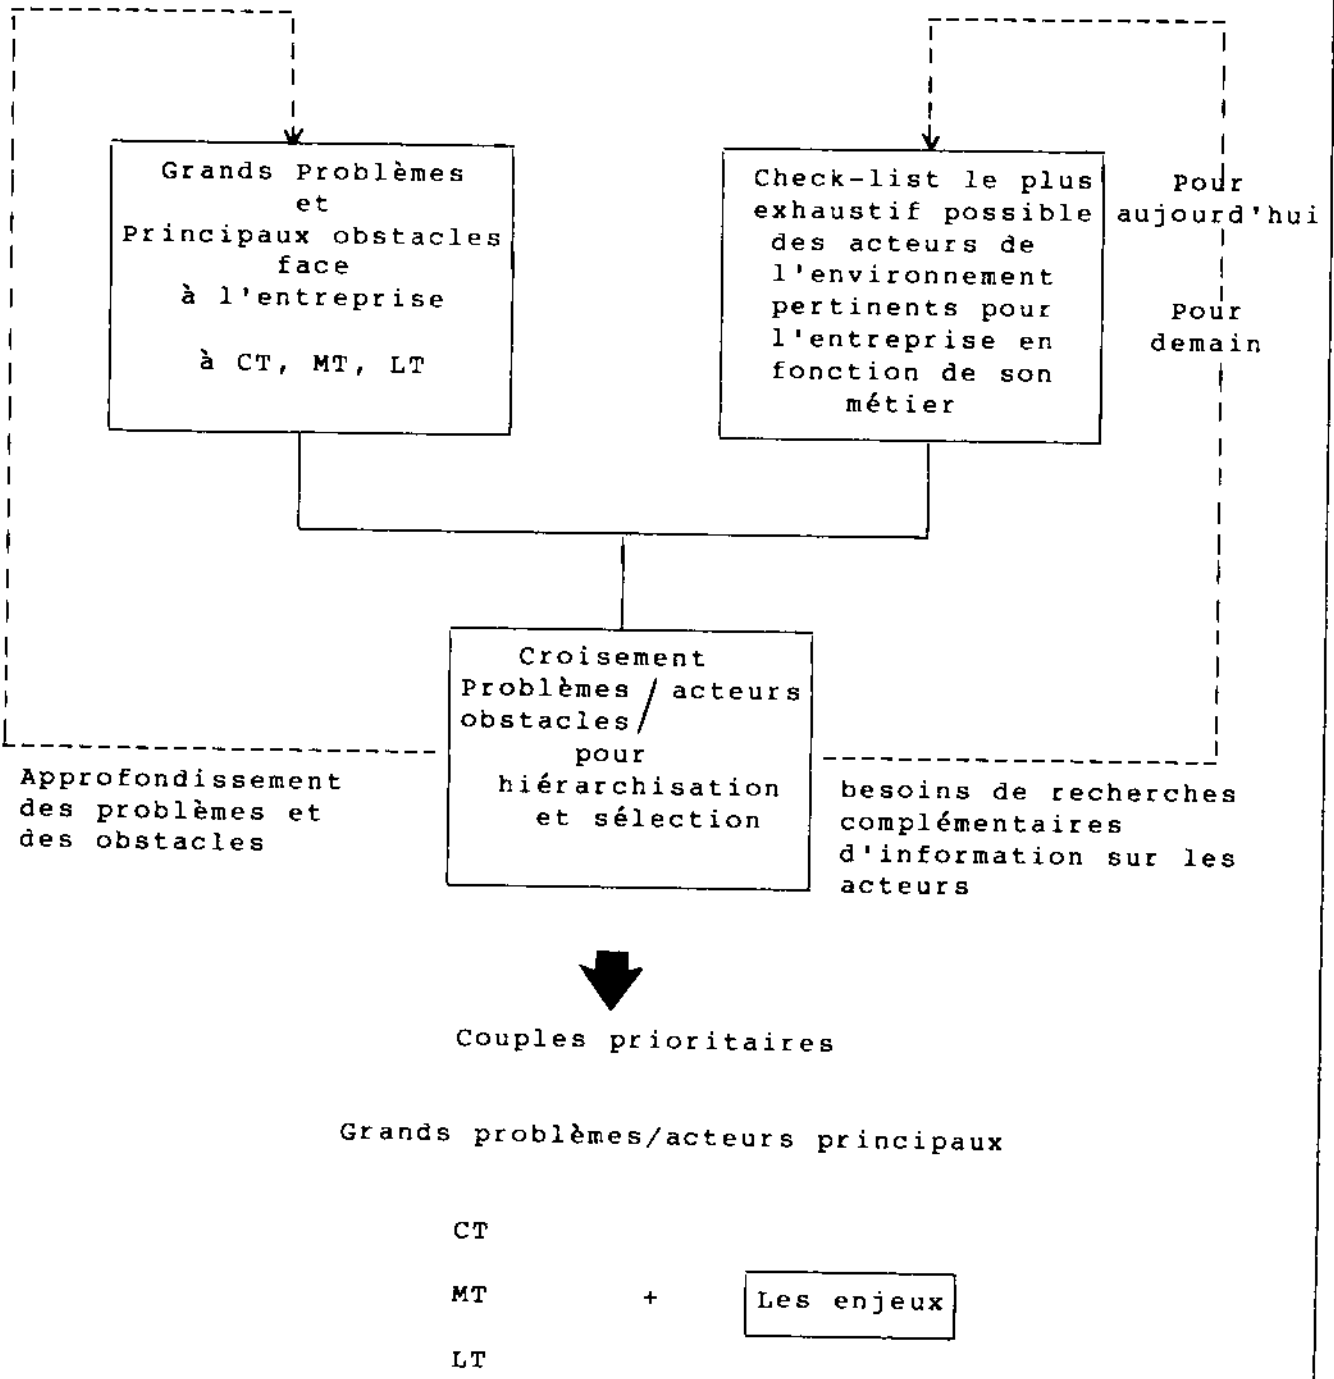 Grands Problèmes
et
Principaux obstacles
face
à l'entreprise
à CT, MT, LT
Check-list le plus
exhaustif possible
des acteurs de
l'environnement
pertinents pour
l'entreprise en
fonction de son
métier
Pour
aujourd'hui
Pour
demain
Croisement
Problèmes / acteurs
obstacles/
pour
hiérarchisation
et sélection
Approfondissement
des problèmes et
des obstacles
besoins de recherches
complémentaires
d'information sur les
acteurs
Couples prioritaires
Grands problèmes/acteurs principaux
CT
MT + Les enjeux
LT